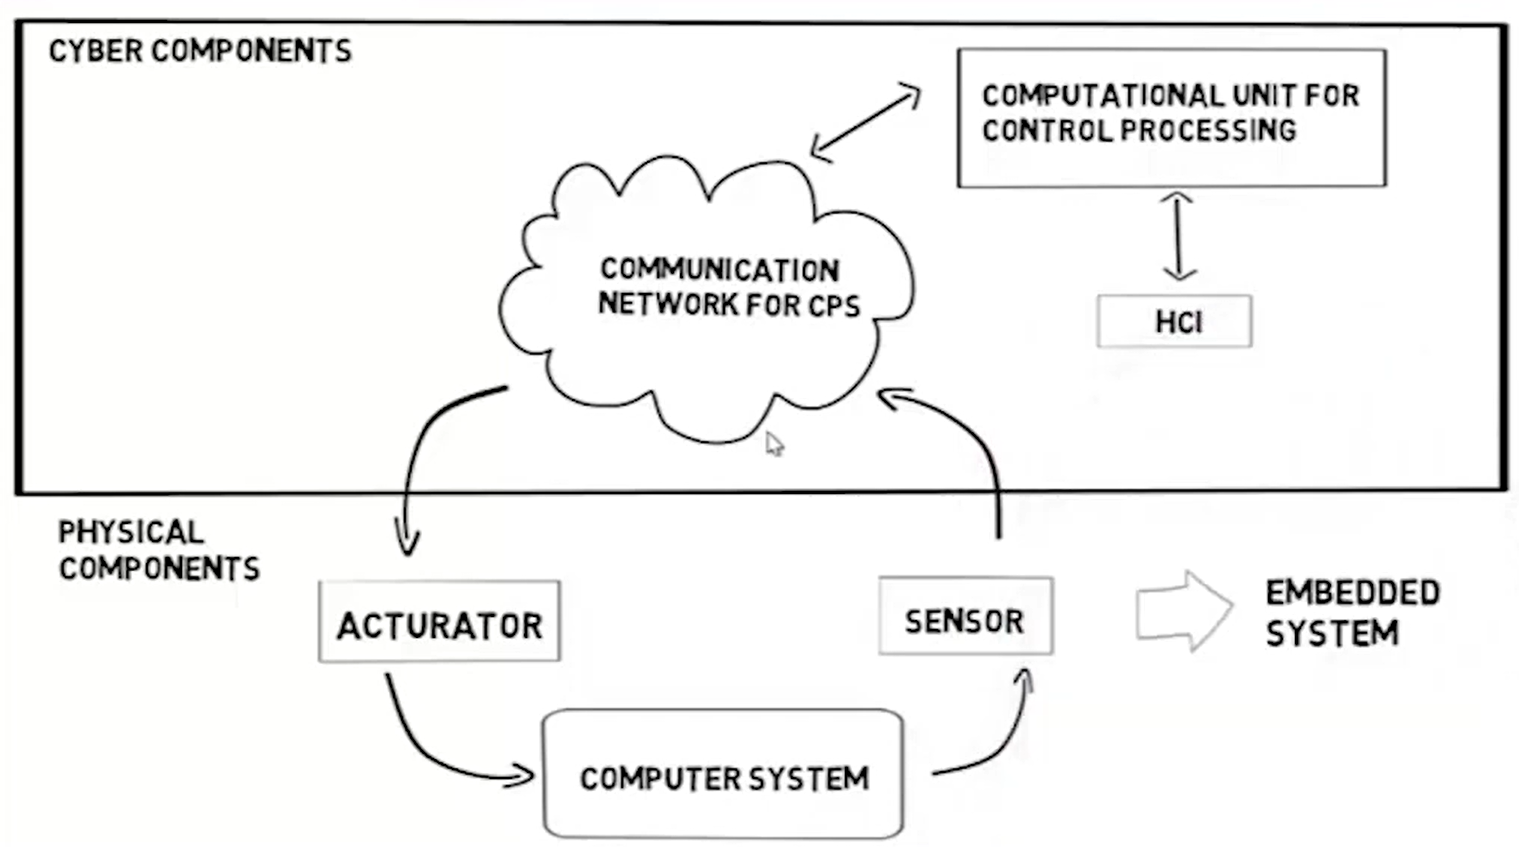 CYBER COMPONENTS
COMPUTATIONAL UNIT FOR
CONTROL PROCESSING
COMMUNICATION
NETWORK FOR CPS
HCI
PHYSICAL
COMPONENTS
ACTURATOR
SENSOR
EMBEDDED
SYSTEM
COMPUTER SYSTEM